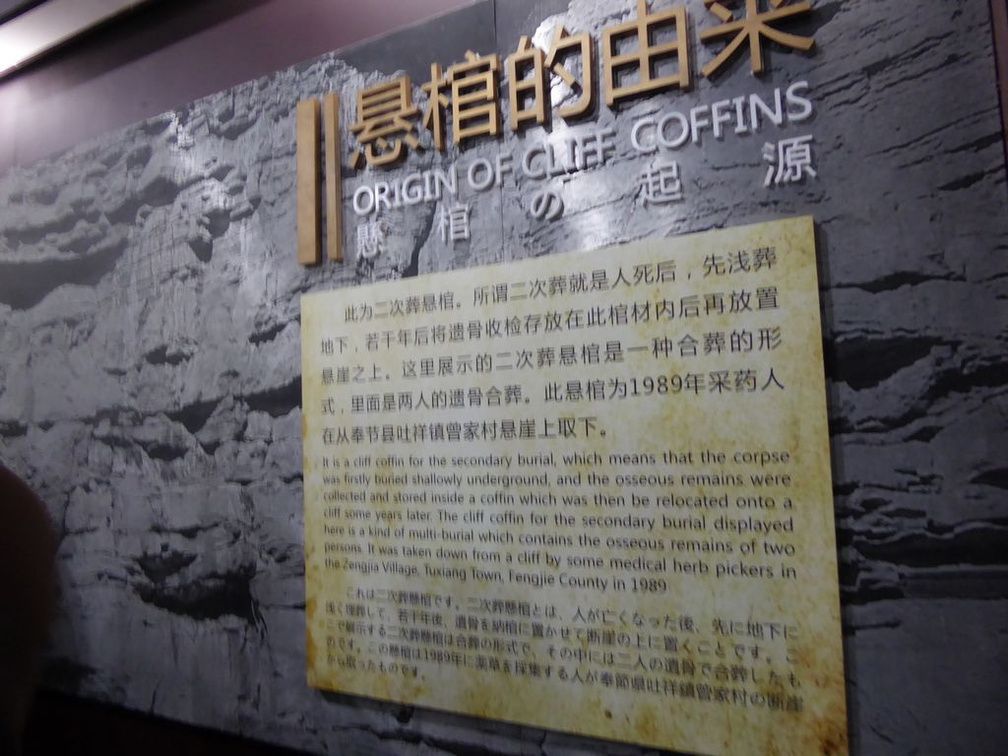 悬棺的由来
ORIGIN OF CLIFF COFFINS
懸棺の起源
此为二次葬悬棺。所谓二次葬就是人死后，先浅葬
地下，若干年后将遗骨收检存放在此棺材内后再放置
悬崖之上。这里展示的二次葬悬棺是一种合葬的形
式，里面是两人的遗骨合葬。此悬棺为1989年采药人
在从奉节县吐祥镇曾家村悬崖上取下。
It is a cliff coffin for the secondary burial, which means that the corpse
was firstly buried shallowly underground, and the osseous remains were
collected and stored inside a coffin which was then be relocated onto a
cliff some years later. The cliff coffin for the secondary burial displayed
here is a kind of multi-burial which contains the osseous remains of two
persons. It was taken down from a cliff by some medical herb pickers in
the Zengjia Village, Tuxiang Town, Fengjie County in 1989
これは二次葬懸棺です。二次葬懸棺とは、人が亡くなった後、先に地下に
浅く埋葬して、若干年後、遺骨を納棺に置かせて断崖の上に置くことです。こ
こで展示する二次葬懸棺は合葬の形式で、その中には二人の遺骨で合葬したも
のです。この懸棺は1989年に薬草を採集する人が奉節県吐祥鎮曾家村の断崖
から取ったものです。